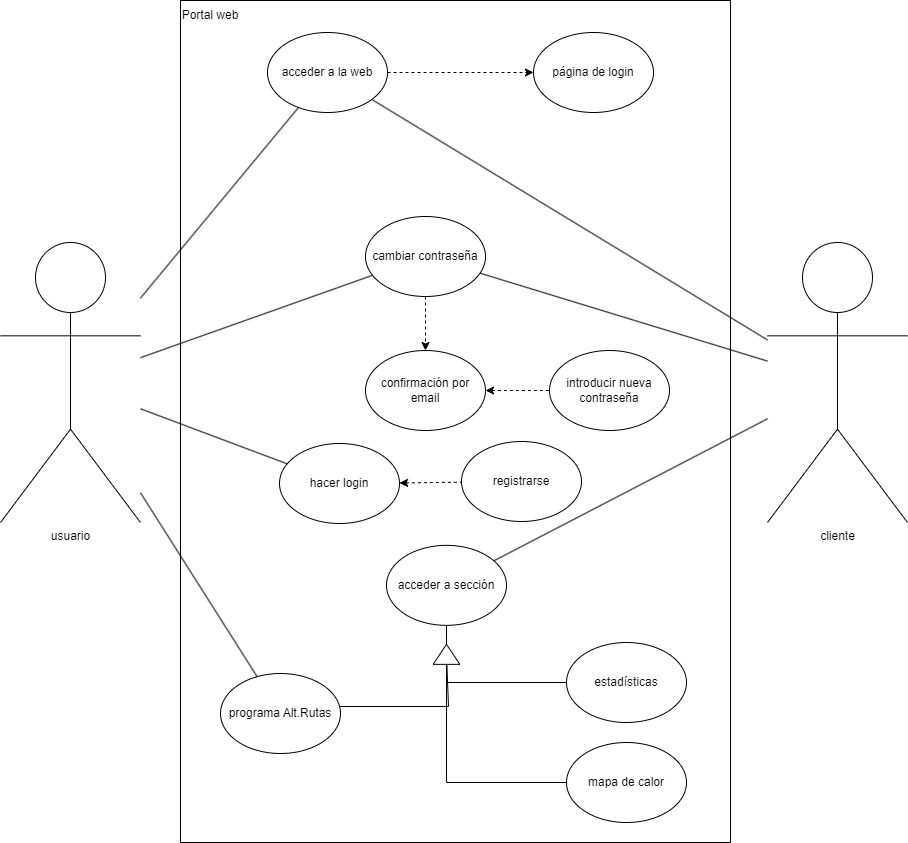 Portal web
acceder a la web
página de login
cambiar contraseña
confirmación por
email
introducir nueva
contraseña
hacer login
registrarse
usuario
cliente
acceder a sección
estadísticas
programa Alt.Rutas
mapa de calor